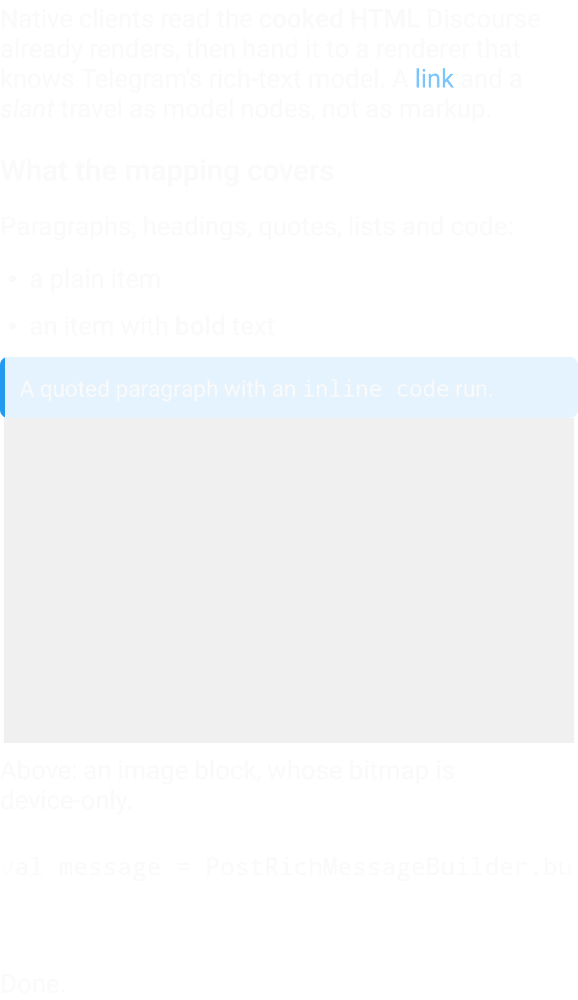 Native clients read the cooked HTML Discourse
already renders, then hand it to a renderer that
knows Telegram's rich-text model. A link and a
slant travel as model nodes, not as markup.
What the mapping covers
Paragraphs, headings, quotes, lists and code:
• a plain item
• an item with bold text
A quoted paragraph with an inline code run.
Above: an image block, whose bitmap is
device-only.
val message = PostRichMessageBuilder.bu
Done.